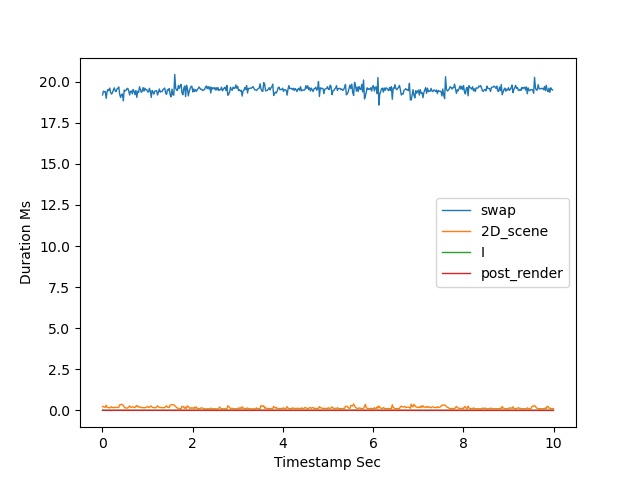 20.0
17.5
15.0
12.5
10.0
7.5
5.0
2.5
0.0
Duration Ms
swap
2D_scene
I
post_render
0 2 4 6 8 10
Timestamp Sec